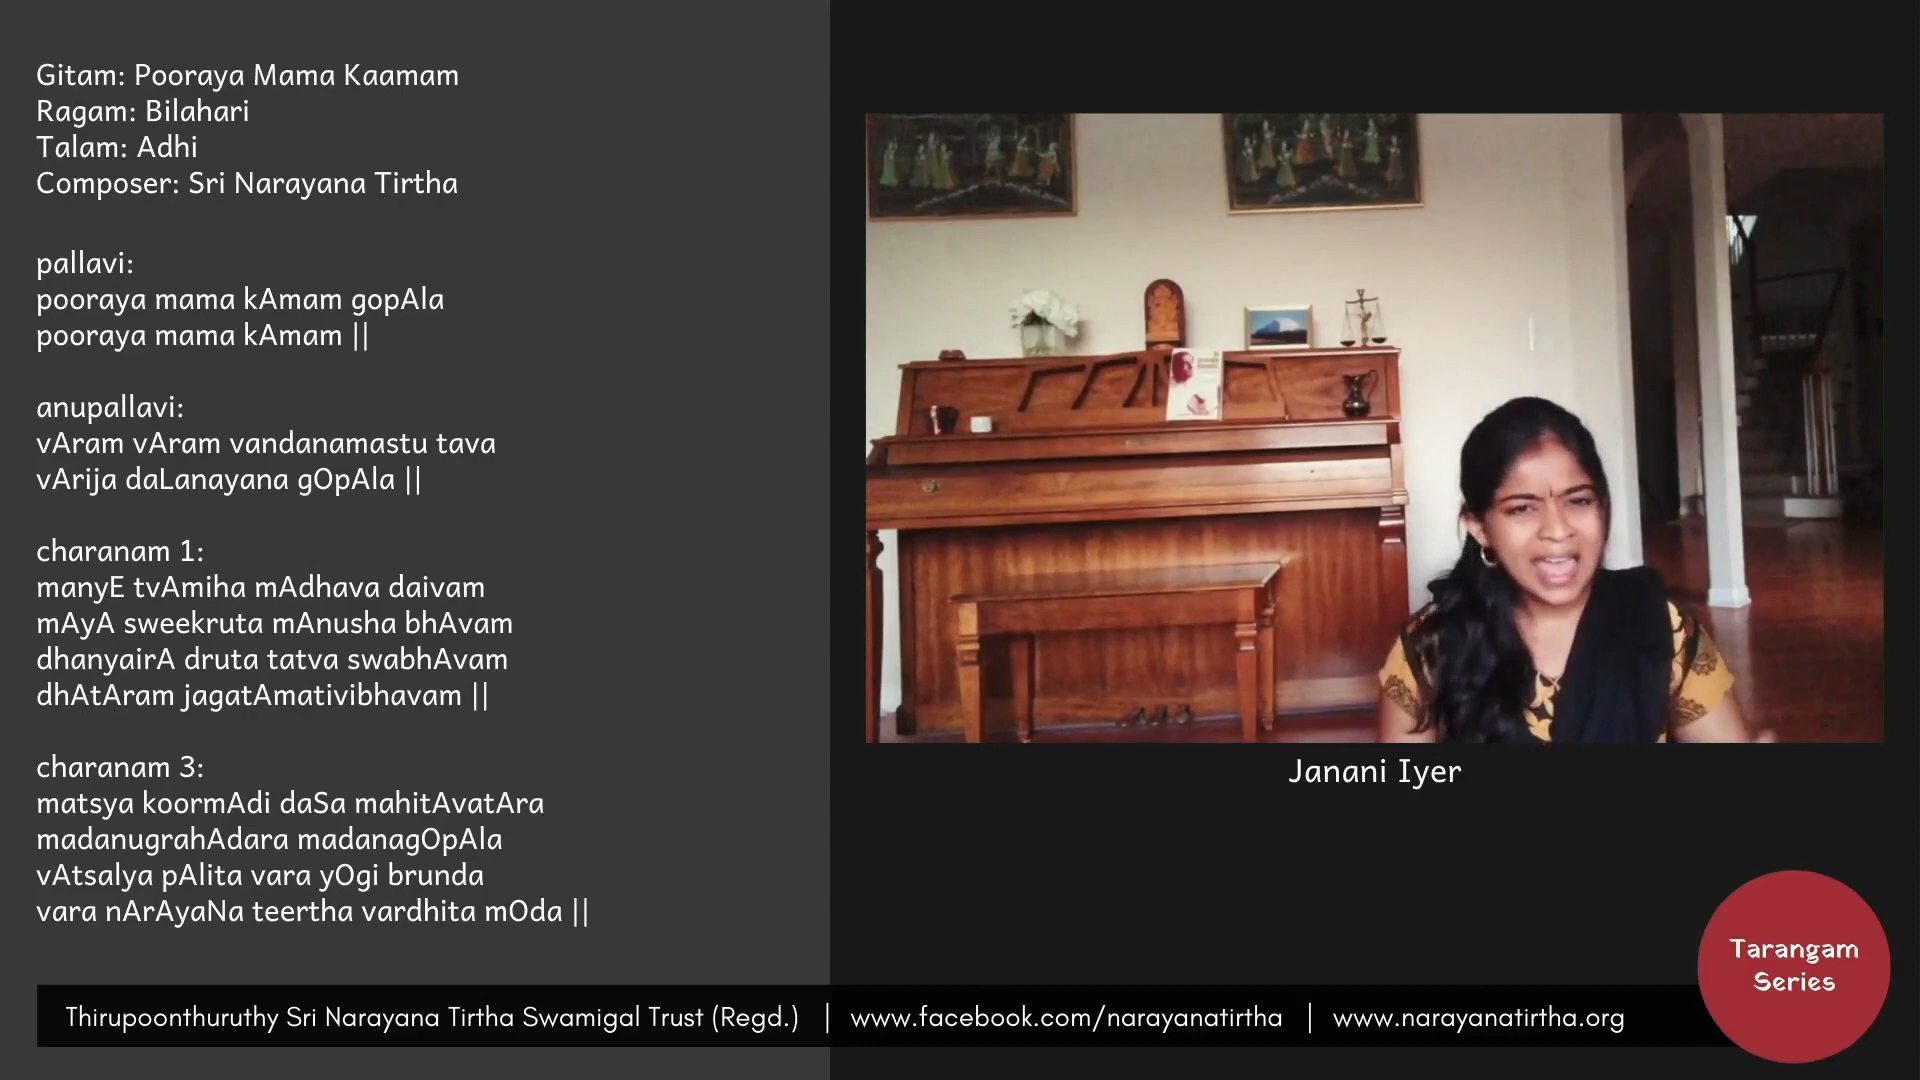 Gitam: Pooraya Mama Kaamam
Ragam: Bilahari
Talam: Adhi
Composer: Sri Narayana Tirtha
pallavi:
pooraya mama kAmam gopAla
pooraya mama kAmam ||
anupallavi:
vAram vAram vandanamastu tava
vArija daLanayana gOpAla ||
charanam 1:
manyE tvAmiha mAdhava daivam
mAyA sweekruta mAnusha bhAvam
dhanyairA druta tatva swabhAvam
dhAtAram jagatAmativibhavam ||
charanam 3:
matsya koormAdi daSa mahitAvatAra
madanugrahAdara madanagOpAla
vAtsalya pAlita vara yOgi brunda
vara nArAyaNa teertha vardhita mOda ||
Janani Iyer
Tarangam
Series
Thirupoonthuruthy Sri Narayana Tirtha Swamigal Trust (Regd.) | www.facebook.com/narayanatirtha | www.narayanatirtha.org